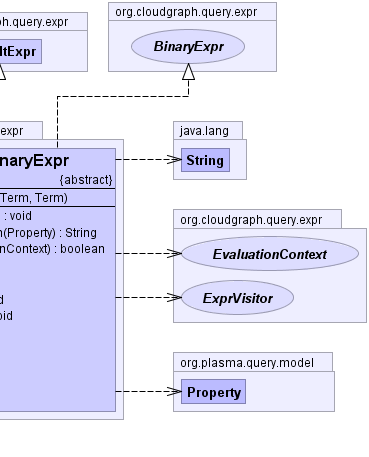 ph.query.expr
org.cloudgraph.query.expr
ltExpr
BinaryExpr
expr
java.lang
naryExpr
{abstract}
String
Term, Term)
: void
n(Property) : String
onContext) : boolean
org.cloudgraph.query.expr
EvaluationContext
ExprVisitor
d
oid
org.plasma.query.model
Property